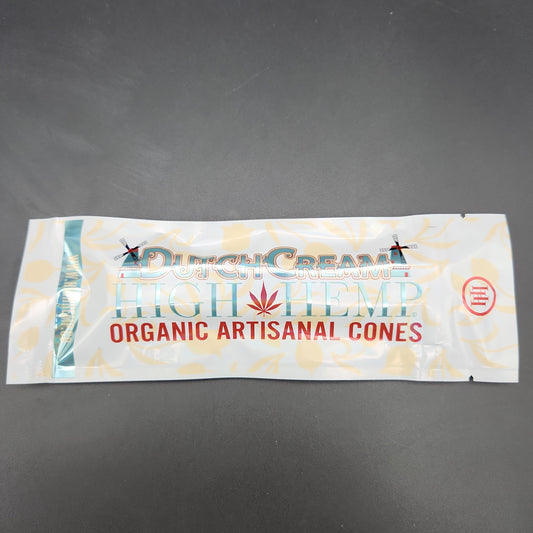 DUTCH CREAM
HIGH HEMP®
ORGANIC ARTISANAL CONES